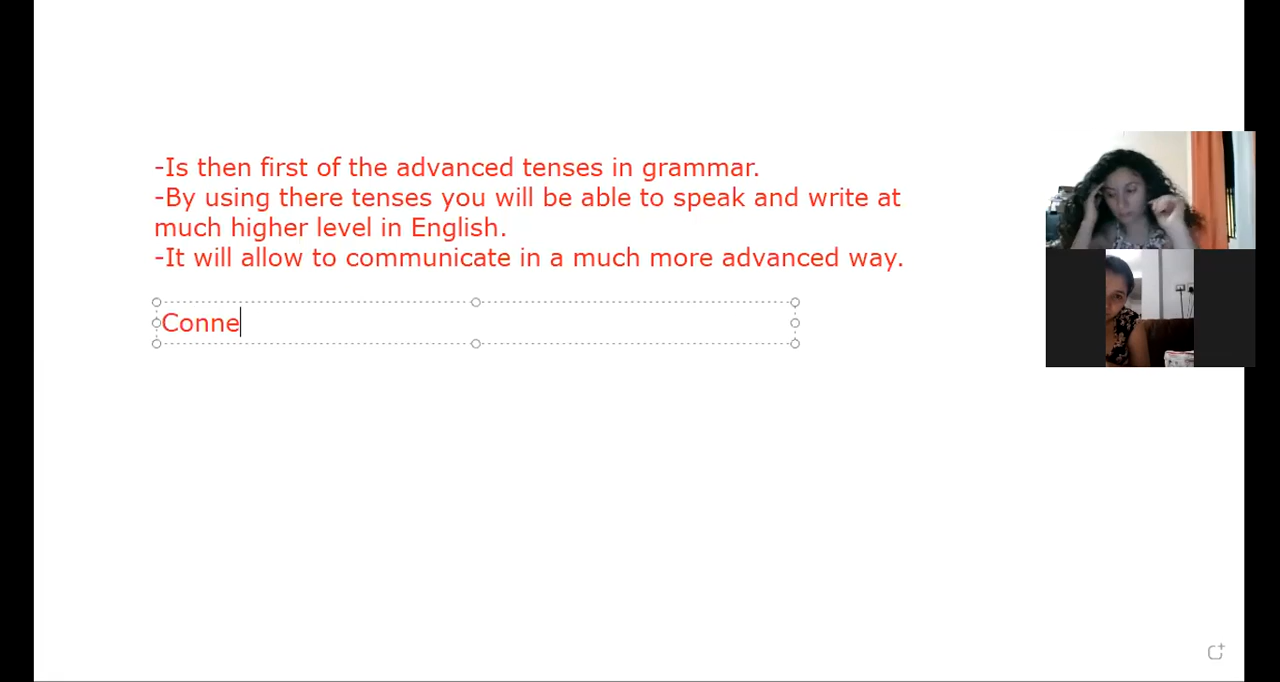 -Is then first of the advanced tenses in grammar.
-By using there tenses you will be able to speak and write at
much higher level in English.
-It will allow to communicate in a much more advanced way.
Conne